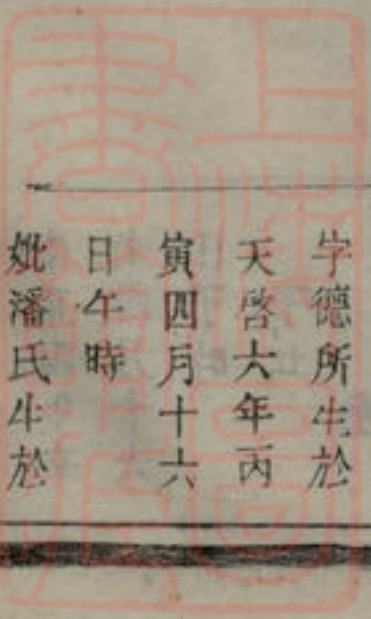 字德所生於
天啓六年丙
寅四月十六
日午時
妣潘氏生於